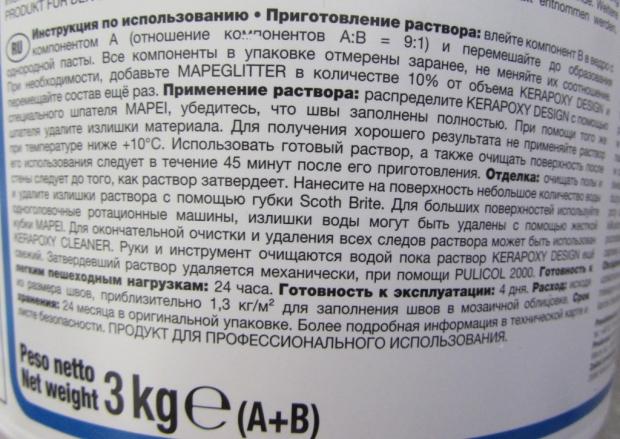 PRODUKT FÜR
entnommen werden,
RU Инструкция по использованию • Приготовление раствора: влейте компонент В в ведро с
компонентом А (отношение компонентов А:В = 9:1) и перемешайте до образования
однородной пасты. Все компоненты в упаковке отмерены заранее, не меняйте их соотношение.
При необходимости, добавьте MAPEGLITTER в количестве 10% от объема KERAPOXY DESIGN и
перемещайте состав ещё раз. Применение раствора: распределите KERAPOXY DESIGN с помощью
специального шпателя MAPEI, убедитесь, что швы заполнены полностью. При помощи того же
шпателя удалите излишки материала. Для получения хорошего результата не применяйте раствор
при температуре ниже +10°C. Использовать готовый раствор, а также очищать поверхность после
его использования следует в течение 45 минут после его приготовления. Отделка: очищать полы и
стены следует до того, как раствор затвердеет. Нанесите на поверхность небольшое количество воды
и удалите излишки раствора с помощью губки Scoth Brite. Для больших поверхностей используйте
одноголовочные ротационные машины, излишки воды могут быть удалены с помощью жесткой
губки MAPEI. Для окончательной очистки и удаления всех следов раствора может быть использован
KERAPOXY CLEANER. Руки и инструмент очищаются водой пока раствор KERAPOXY DESIGN ещё
свежий. Затвердевший раствор удаляется механически, при помощи PULICOL 2000. Готовность к
легким пешеходным нагрузкам: 24 часа. Готовность к эксплуатации: 4 дня. Расход: исходя
из размера швов, приблизительно 1,3 кг/м² для заполнения швов в мозаичной облицовке. Срок
хранения: 24 месяца в оригинальной упаковке. Более подробная информация в технической карте и
листе безопасности. ПРОДУКТ ДЛЯ ПРОФЕССИОНАЛЬНОГО ИСПОЛЬЗОВАНИЯ.
Peso netto
Net weight 3 kg ℮ (A+B)